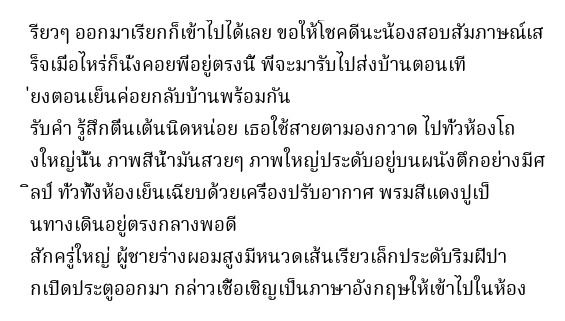 รียวๆ ออกมาเรียกก็เข้าไปได้เลย ขอให้โชคดีนะน้องสอบสัมภาษณ์เส
ร็จเมื่อไหร่ก็นั่งคอยพี่อยู่ตรงนี้ พี่จะมารับไปส่งบ้านตอนเที
่ยงตอนเย็นค่อยกลับบ้านพร้อมกัน
รับคำ รู้สึกตื่นเต้นนิดหน่อย เธอใช้สายตามองกวาด ไปทั่วห้องโถ
งใหญ่นั้น ภาพสีน้ำมันสวยๆ ภาพใหญ่ประดับอยู่บนผนังตึกอย่างมีศ
ิลป์ ทั่วทั้งห้องเย็นเฉียบด้วยเครื่องปรับอากาศ พรมสีแดงปูเป็
นทางเดินอยู่ตรงกลางพอดี
สักครู่ใหญ่ ผู้ชายร่างผอมสูงมีหนวดเส้นเรียวเล็กประดับริมฝีปา
กเปิดประตูออกมา กล่าวเชื้อเชิญเป็นภาษาอังกฤษให้เข้าไปในห้อง